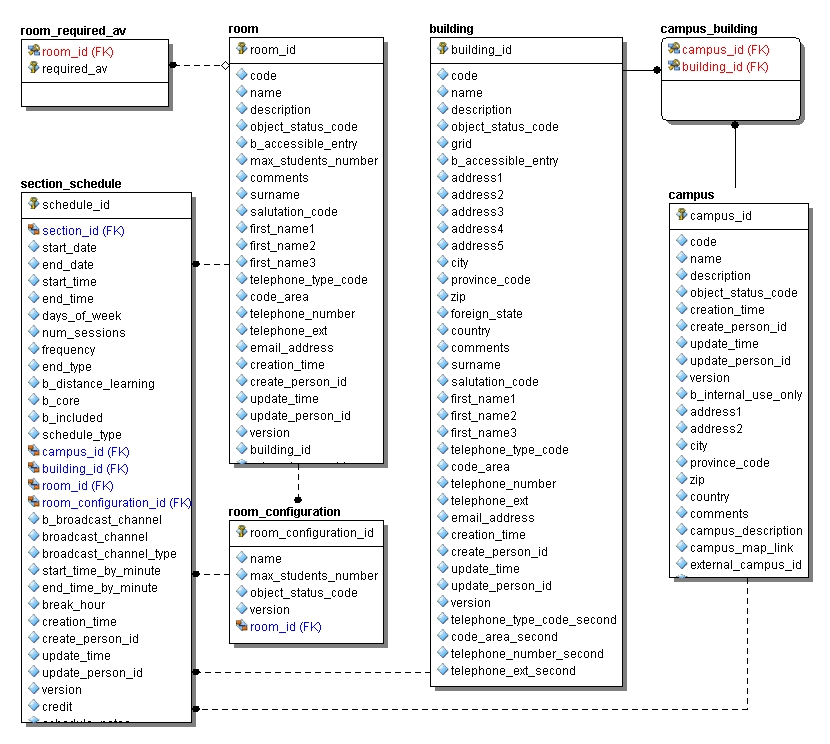 room_required_av
room_id (FK)
required_av
room
room_id
code
name
description
object_status_code
b_accessible_entry
max_students_number
comments
surname
salutation_code
first_name1
first_name2
first_name3
telephone_type_code
code_area
telephone_number
telephone_ext
email_address
creation_time
create_person_id
update_time
update_person_id
version
building_id
building
building_id
code
name
description
object_status_code
grid
b_accessible_entry
address1
address2
address3
address4
address5
city
province_code
zip
foreign_state
country
comments
surname
salutation_code
first_name1
first_name2
first_name3
telephone_type_code
code_area
telephone_number
telephone_ext
email_address
creation_time
create_person_id
update_time
update_person_id
version
telephone_type_code_second
code_area_second
telephone_number_second
telephone_ext_second
campus_building
campus_id (FK)
building_id (FK)
campus
campus_id
code
name
description
object_status_code
creation_time
create_person_id
update_time
update_person_id
version
b_internal_use_only
address1
address2
city
province_code
zip
country
comments
campus_description
campus_map_link
external_campus_id
section_schedule
schedule_id
section_id (FK)
start_date
end_date
start_time
end_time
days_of_week
num_sessions
frequency
end_type
b_distance_learning
b_core
b_included
schedule_type
campus_id (FK)
building_id (FK)
room_id (FK)
room_configuration_id (FK)
b_broadcast_channel
broadcast_channel
broadcast_channel_type
start_time_by_minute
end_time_by_minute
break_hour
creation_time
create_person_id
update_time
update_person_id
version
credit
room_configuration
room_configuration_id
name
max_students_number
object_status_code
version
room_id (FK)